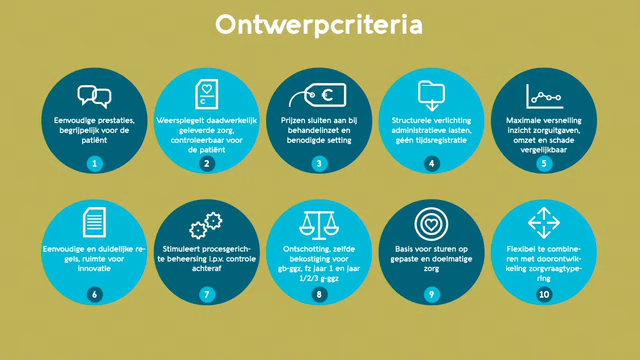 Ontwerpcriteria
Eenvoudige prestaties,
begrijpelijk voor de
patiënt
1
€
Weerspiegelt daadwerkelijk
geleverde zorg,
controleerbaar voor
de patiënt
2
€
Prijzen sluiten aan bij
behandelinzet en
benodigde setting
3
Structurele verlichting
administratieve lasten,
géén tijdsregistratie
4
Maximale versnelling
inzicht zorguitgaven,
omzet en schade
vergelijkbaar
5
Eenvoudige en duidelijke re-
gels, ruimte voor
innovatie
6
Stimuleert procesgerich-
te beheersing i.p.v. controle
achteraf
7
Ontschotting, zelfde
bekostiging voor
gb-ggz, fz jaar 1 en jaar
1/2/3 g-ggz
8
Basis voor sturen op
gepaste en doelmatige
zorg
9
Flexibel te combine-
ren met doorontwik-
keling zorgvraagtype-
ring
10